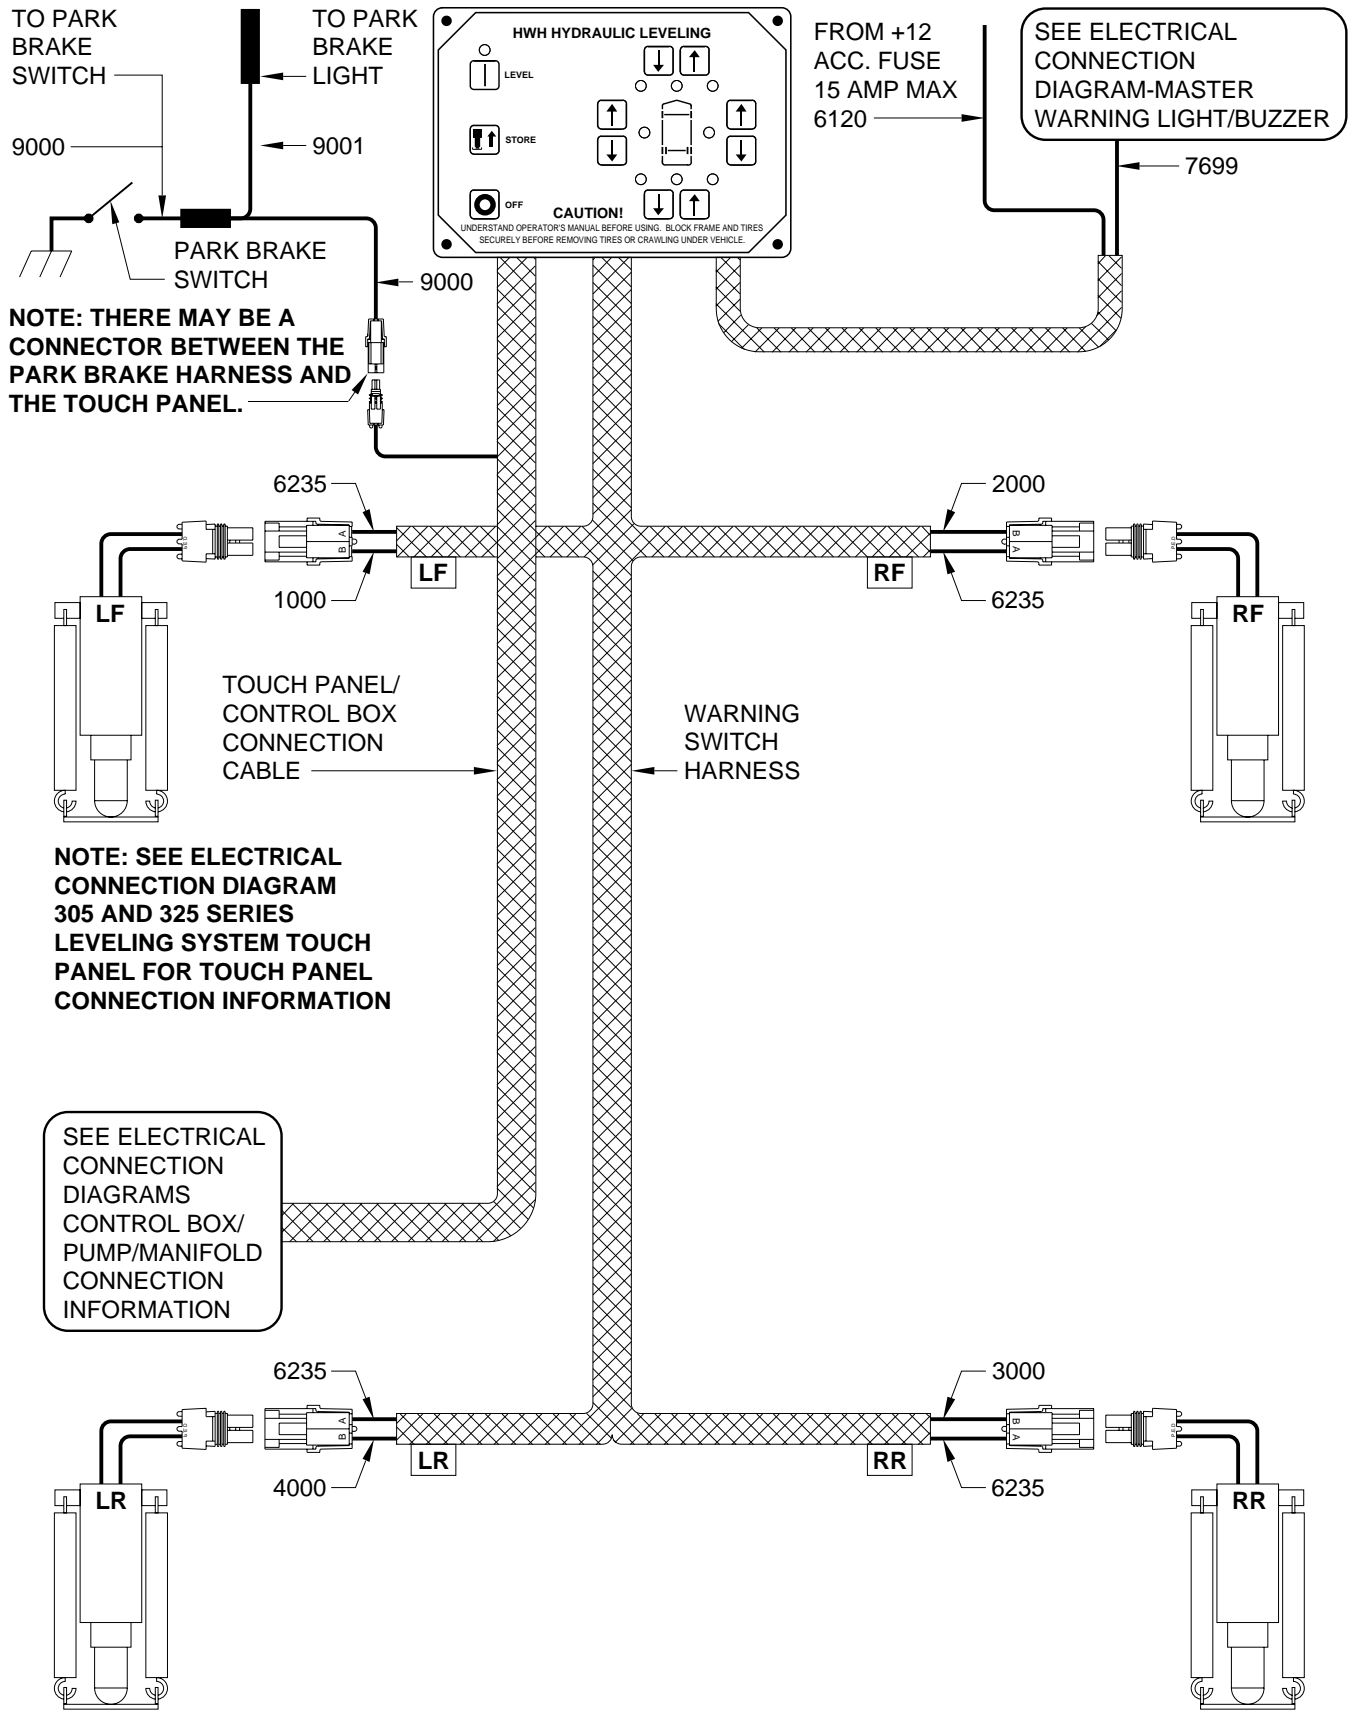 TO PARK
BRAKE
SWITCH
TO PARK
BRAKE
LIGHT
9000
9001
PARK BRAKE
SWITCH
9000
NOTE: THERE MAY BE A
CONNECTOR BETWEEN THE
PARK BRAKE HARNESS AND
THE TOUCH PANEL.
HWH HYDRAULIC LEVELING
LEVEL
STORE
OFF
CAUTION!
UNDERSTAND OPERATOR'S MANUAL BEFORE USING. BLOCK FRAME AND TIRES
SECURELY BEFORE REMOVING TIRES OR CRAWLING UNDER VEHICLE.
FROM +12
ACC. FUSE
15 AMP MAX
6120
SEE ELECTRICAL
CONNECTION
DIAGRAM-MASTER
WARNING LIGHT/BUZZER
7699
6235
A
B
LF
1000
LF
2000
B
A
RF
6235
RF
TOUCH PANEL/
CONTROL BOX
CONNECTION
CABLE
WARNING
SWITCH
HARNESS
NOTE: SEE ELECTRICAL
CONNECTION DIAGRAM
305 AND 325 SERIES
LEVELING SYSTEM TOUCH
PANEL FOR TOUCH PANEL
CONNECTION INFORMATION
SEE ELECTRICAL
CONNECTION
DIAGRAMS
CONTROL BOX/
PUMP/MANIFOLD
CONNECTION
INFORMATION
6235
A
B
LR
4000
LR
3000
B
A
RR
6235
RR